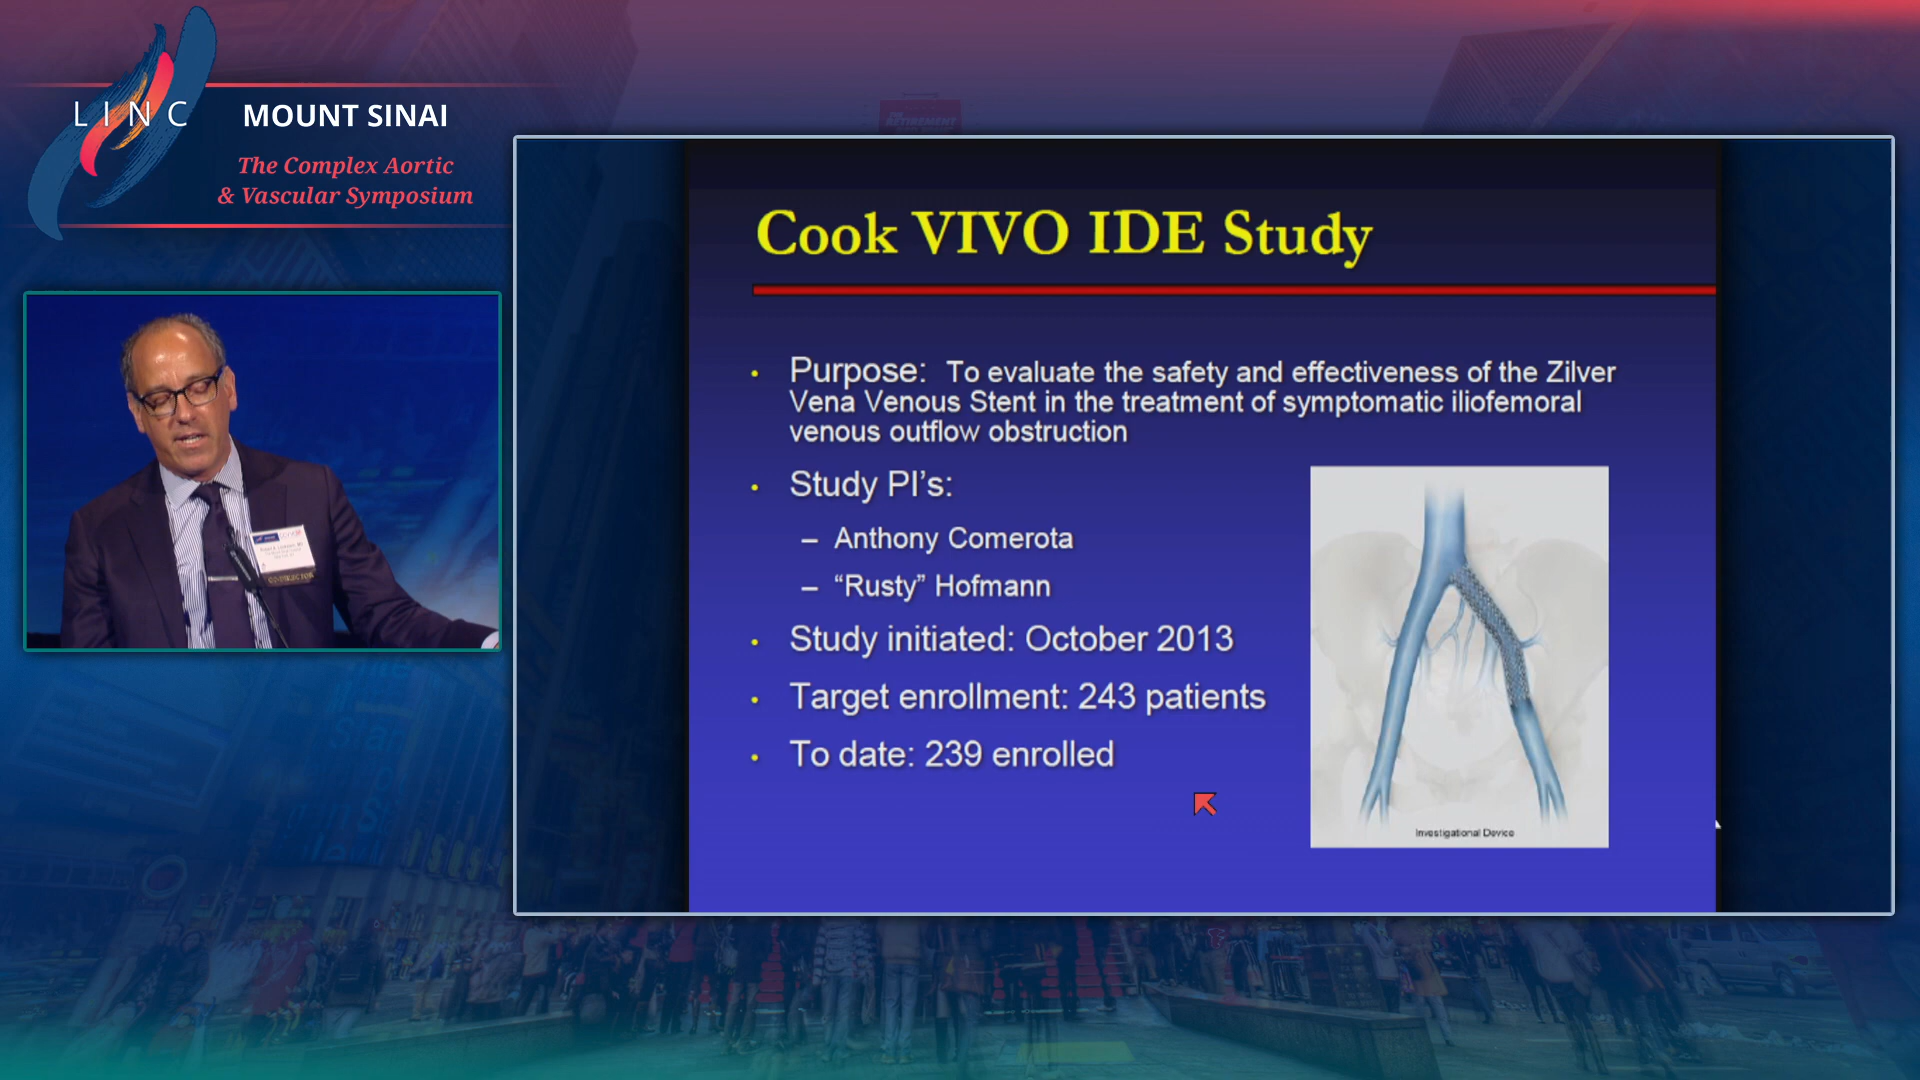 LINC
MOUNT SINAI
The Complex Aortic
& Vascular Symposium
Cook VIVO IDE Study
• Purpose: To evaluate the safety and effectiveness of the Zilver
Vena Venous Stent in the treatment of symptomatic iliofemoral
venous outflow obstruction
• Study PI’s:
– Anthony Comerota
– “Rusty” Hofmann
• Study initiated: October 2013
• Target enrollment: 243 patients
• To date: 239 enrolled
Investigational Device